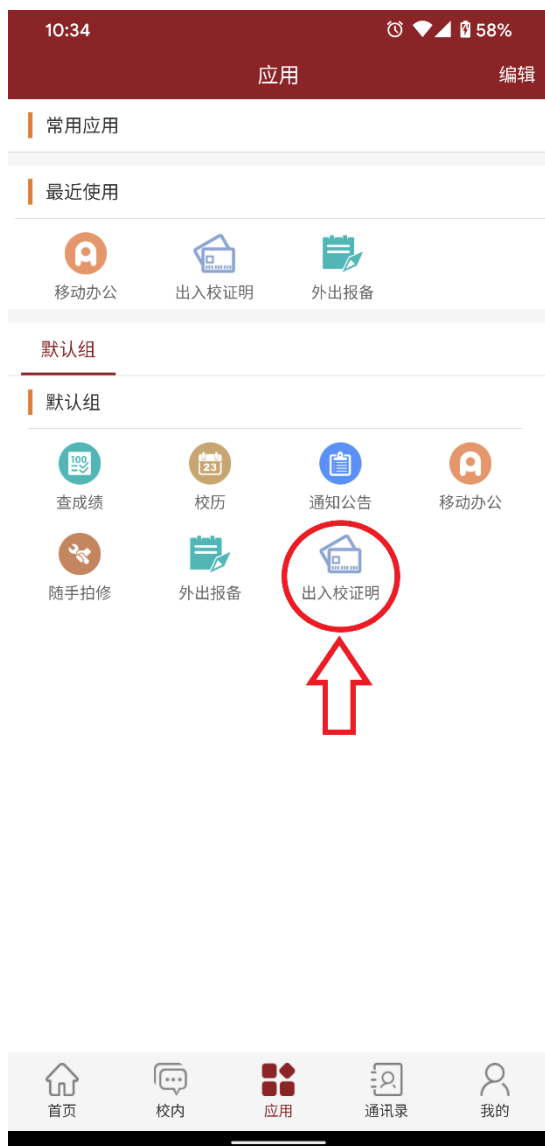 10:34 58%
应用 编辑
常用应用
最近使用
移动办公 出入校证明 外出报备
默认组
默认组
100 23
查成绩 校历 通知公告 移动办公
随手拍修 外出报备 出入校证明
首页 校内 应用 通讯录 我的